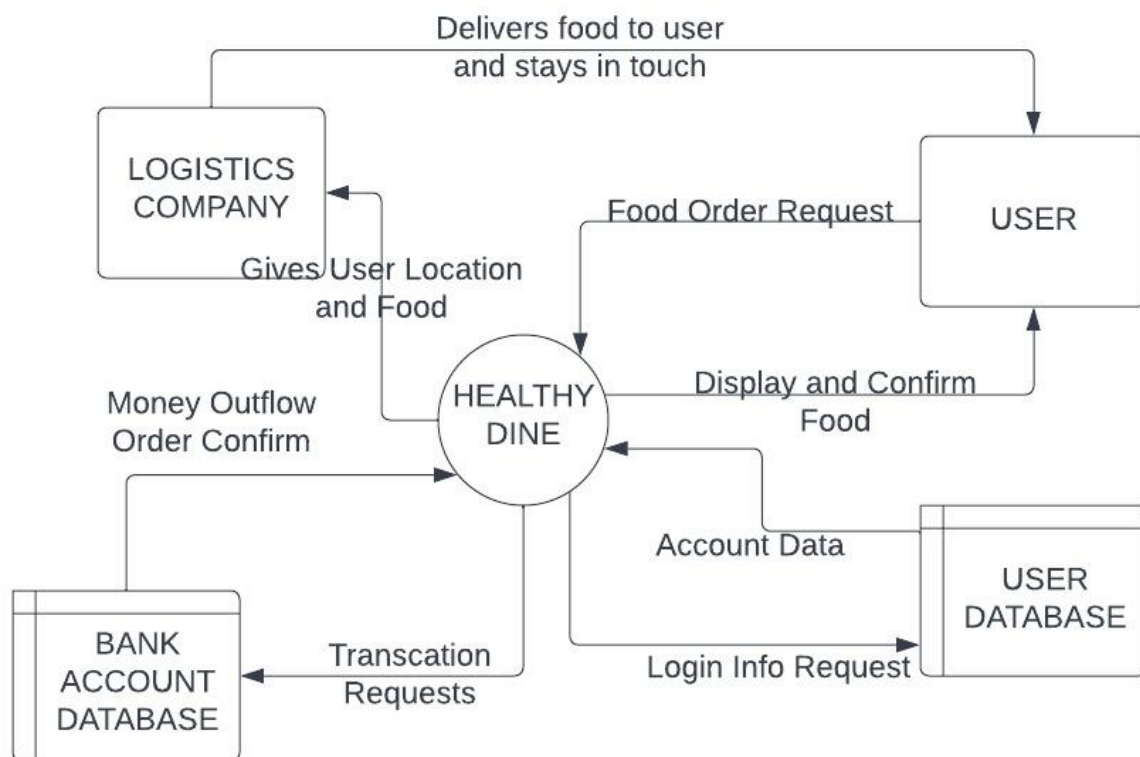 Delivers food to user
and stays in touch
LOGISTICS
COMPANY
USER
Food Order Request
Gives User Location
and Food
HEALTHY
DINE
Display and Confirm
Food
Money Outflow
Order Confirm
Account Data
USER
DATABASE
BANK
ACCOUNT
DATABASE
Transcation
Requests
Login Info Request